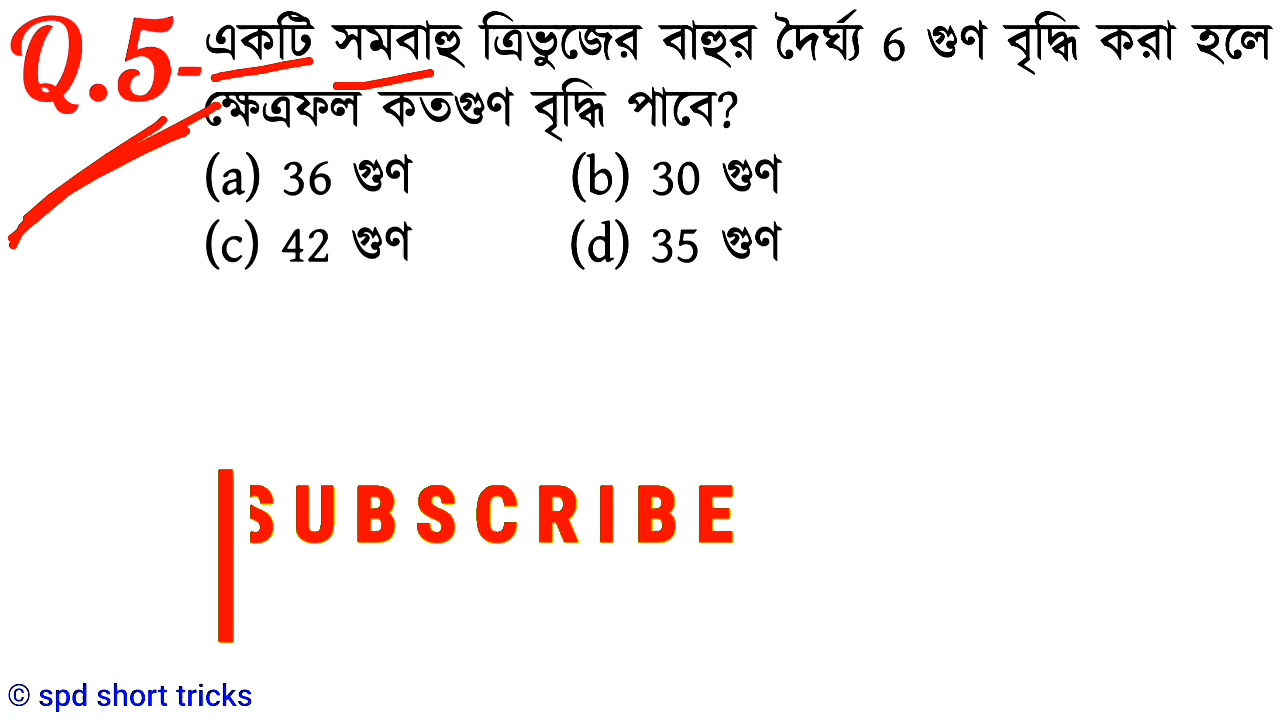 Q.5- একটি সমবাহু ত্রিভুজের বাহুর দৈর্ঘ্য 6 গুণ বৃদ্ধি করা হলে
ক্ষেত্রফল কতগুণ বৃদ্ধি পাবে?
(a) 36 গুণ (b) 30 গুণ
(c) 42 গুণ (d) 35 গুণ
SUBSCRIBE
© spd short tricks